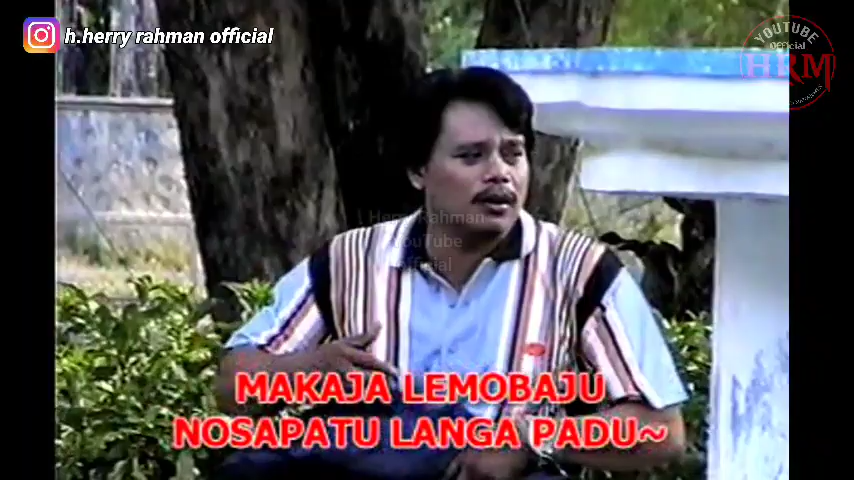 h.herry rahman official
YOUTUBE
Official
HRM
Herry Rahman
YouTube
official
MAKAJA LEMOBAJU
NOSAPATU LANGA PADU~